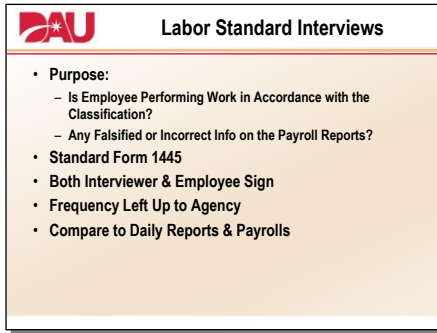 DAU
Labor Standard Interviews
• Purpose:
– Is Employee Performing Work in Accordance with the
Classification?
– Any Falsified or Incorrect Info on the Payroll Reports?
• Standard Form 1445
• Both Interviewer & Employee Sign
• Frequency Left Up to Agency
• Compare to Daily Reports & Payrolls